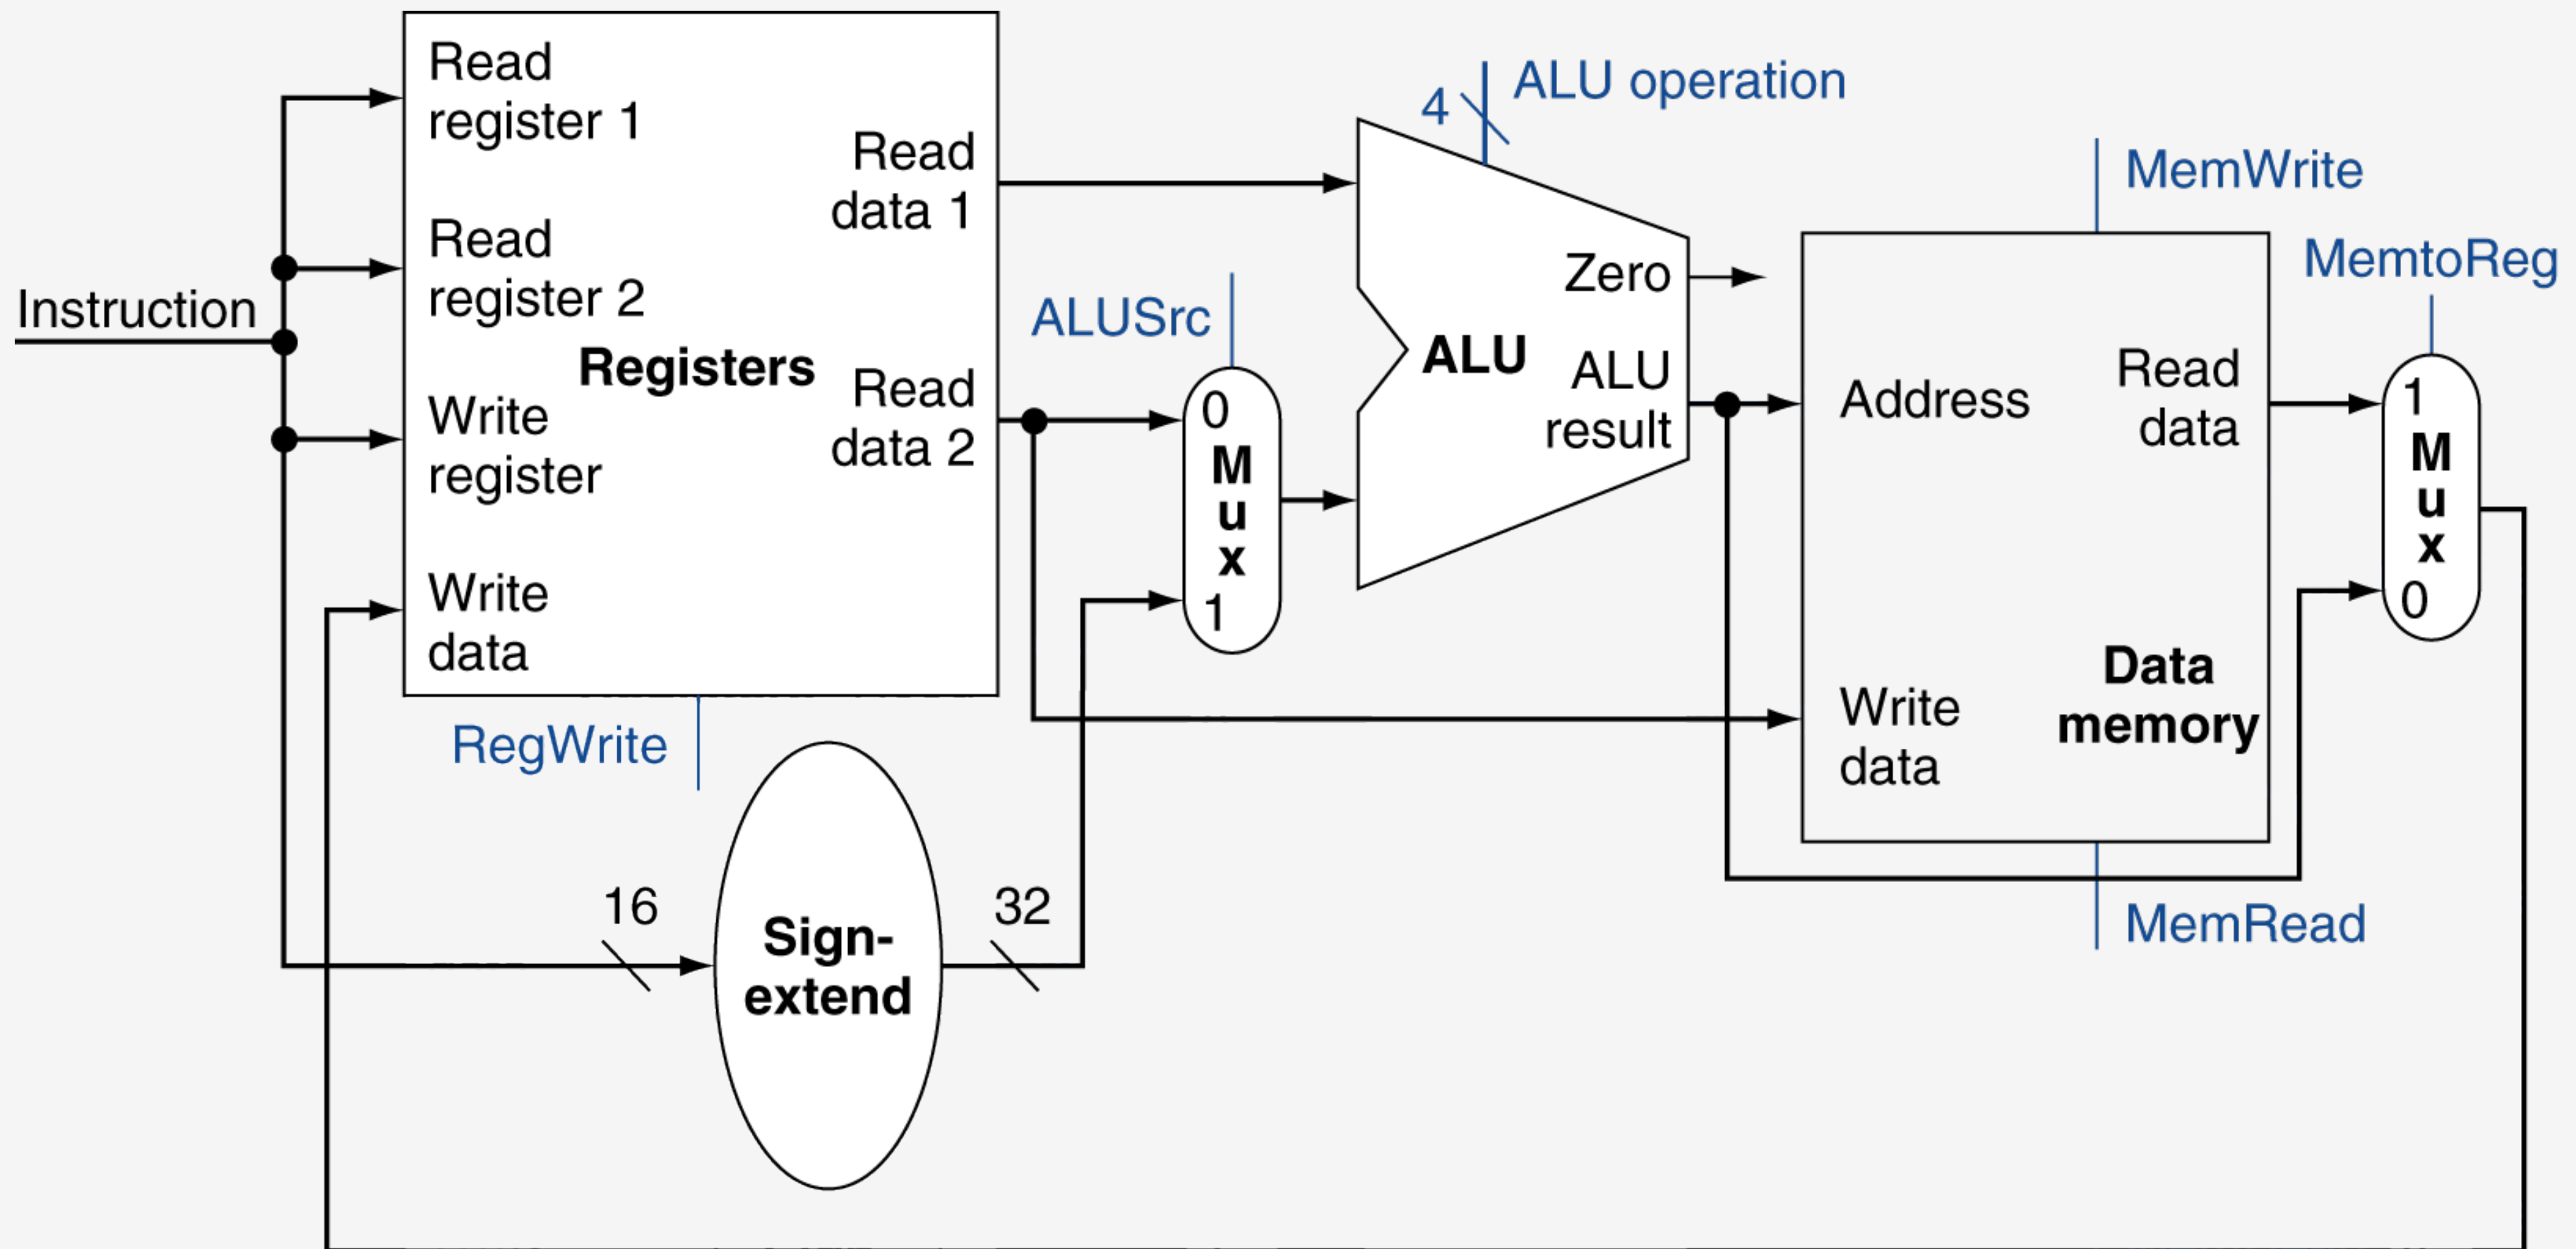 Instruction
Read
register 1
Read
register 2
Registers
Write
register
Write
data
Read
data 1
Read
data 2
RegWrite
16
Sign-
extend
32
ALUSrc
0
M
u
x
1
4
ALU operation
ALU
Zero
ALU
result
MemWrite
Address
Read
data
Write
data
Data
memory
MemRead
MemtoReg
1
M
u
x
0